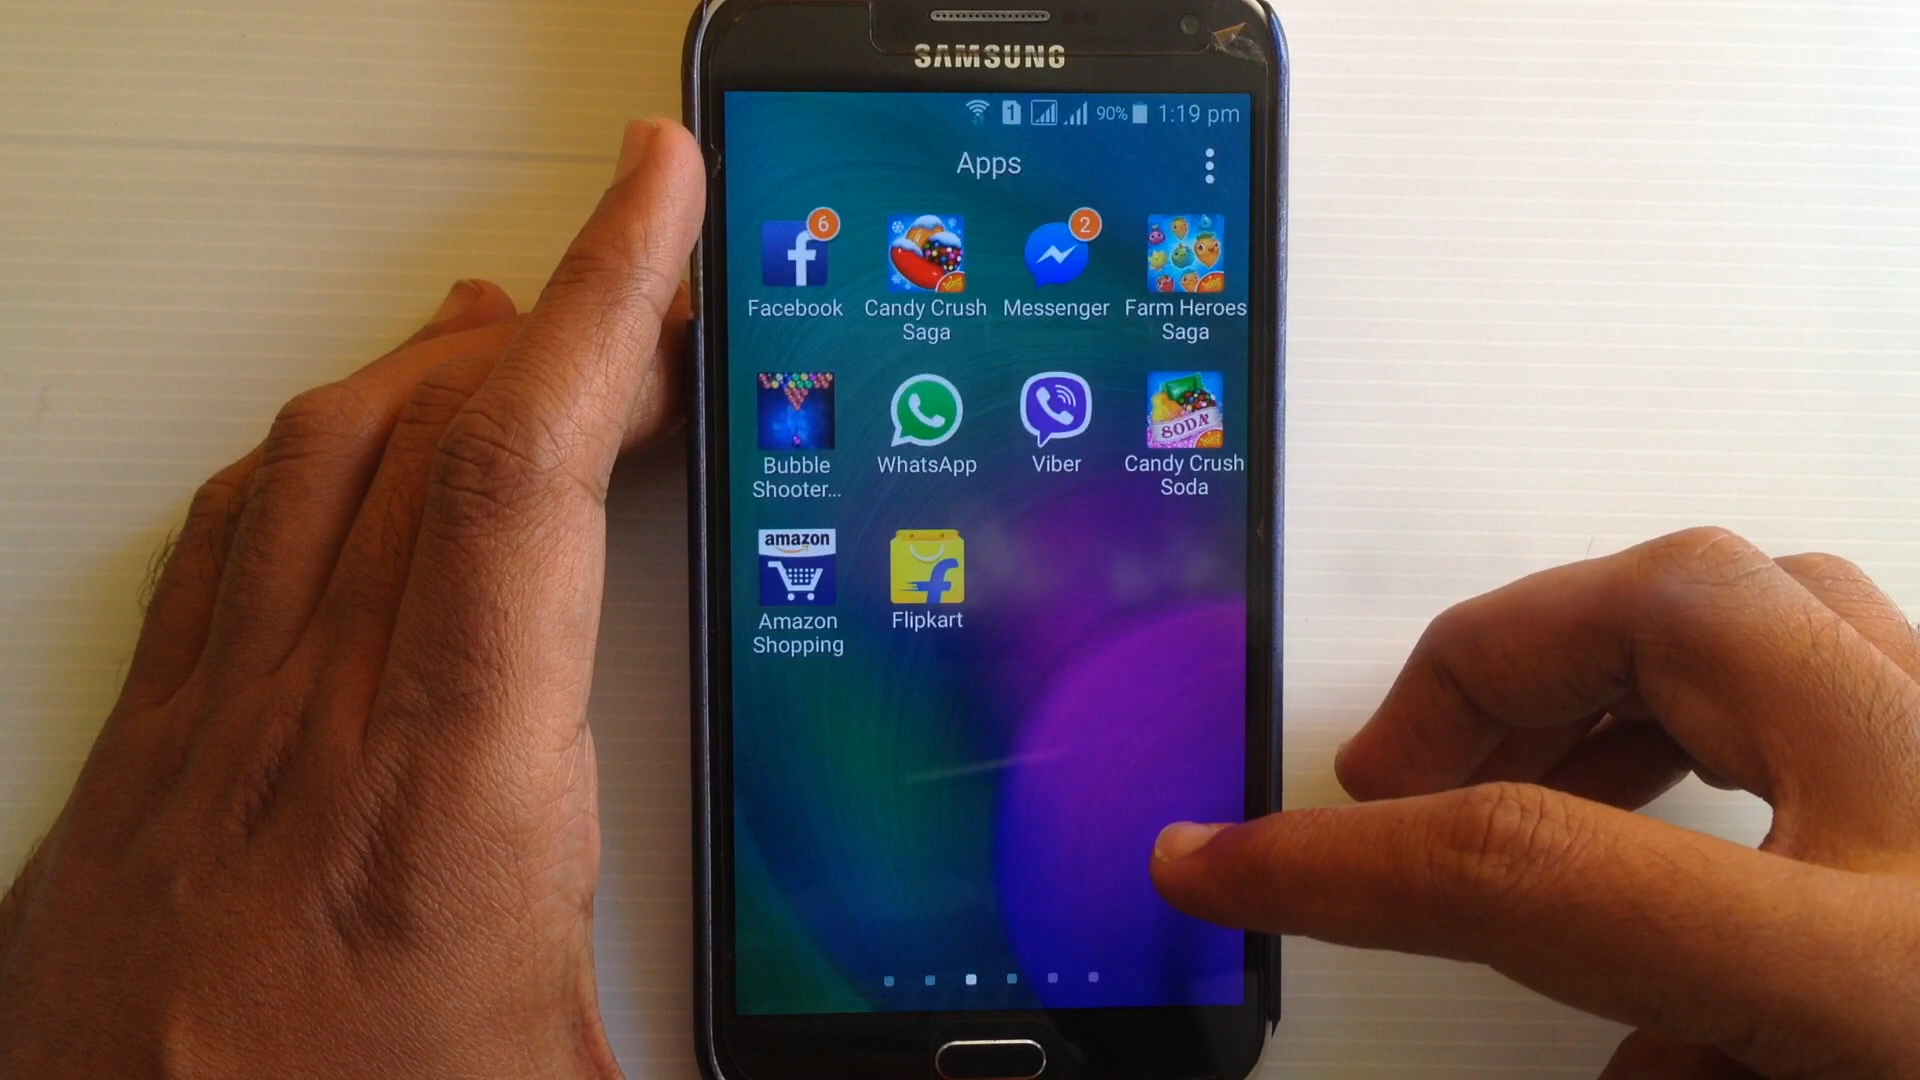 SAMSUNG
1 90% 1:19 pm
Apps
6 2
Facebook Candy Crush Messenger Farm Heroes
Saga Saga
SODA
Bubble WhatsApp Viber Candy Crush
Shooter... Soda
amazon
Amazon Flipkart
Shopping